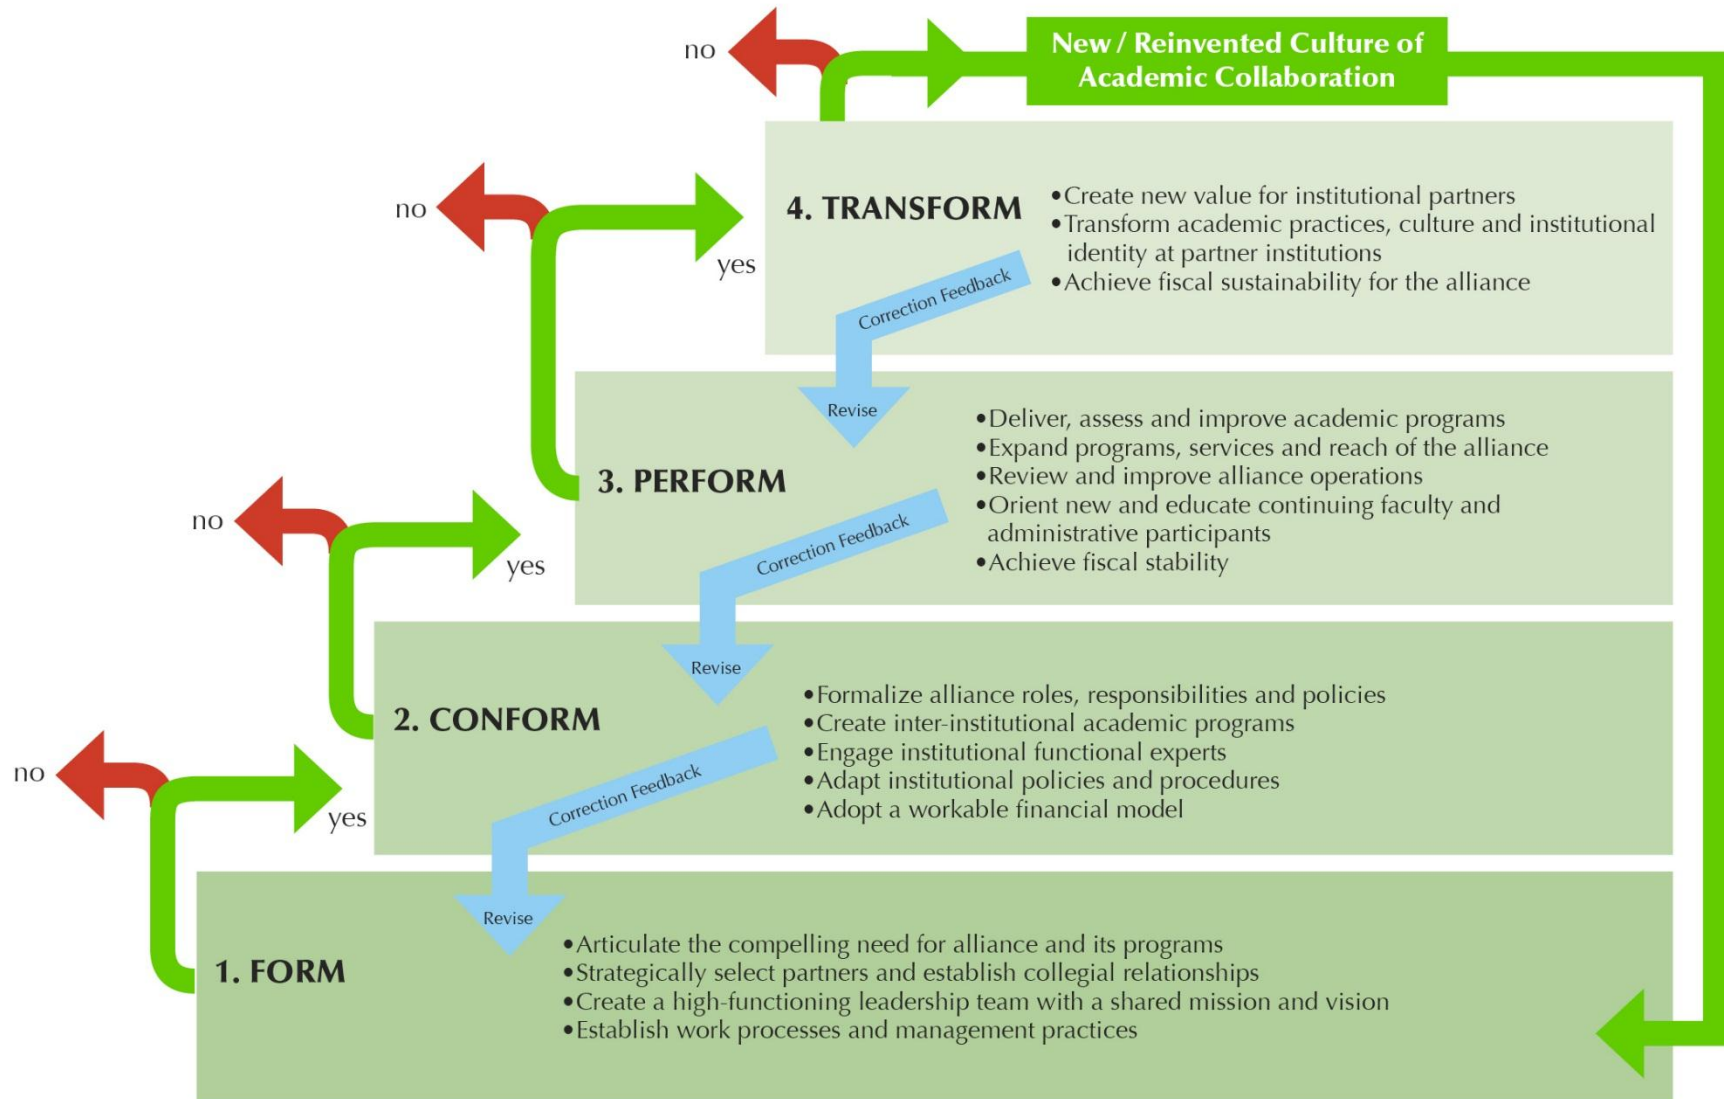 no
New / Reinvented Culture of
Academic Collaboration
no
yes
4. TRANSFORM
•Create new value for institutional partners
•Transform academic practices, culture and institutional
identity at partner institutions
•Achieve fiscal sustainability for the alliance
Correction Feedback
Revise
no
yes
3. PERFORM
•Deliver, assess and improve academic programs
•Expand programs, services and reach of the alliance
•Review and improve alliance operations
•Orient new and educate continuing faculty and
administrative participants
•Achieve fiscal stability
Correction Feedback
Revise
no
yes
2. CONFORM
•Formalize alliance roles, responsibilities and policies
•Create inter-institutional academic programs
•Engage institutional functional experts
•Adapt institutional policies and procedures
•Adopt a workable financial model
Correction Feedback
Revise
1. FORM
•Articulate the compelling need for alliance and its programs
•Strategically select partners and establish collegial relationships
•Create a high-functioning leadership team with a shared mission and vision
•Establish work processes and management practices